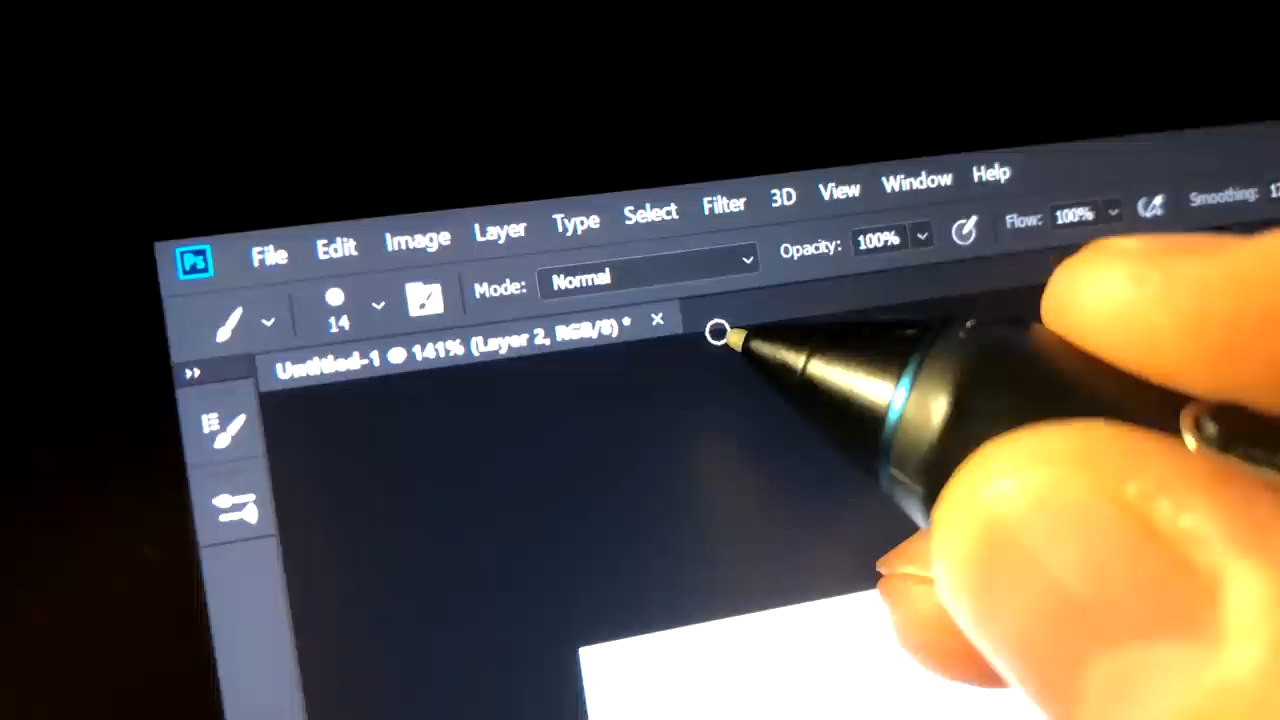 Ps File Edit Image Layer Type Select Filter 3D View Window Help
14 Mode: Normal Opacity: 100% Flow: 100% Smoothing:
Untitled-1 @ 141% (Layer 2, RGB/8) * ×